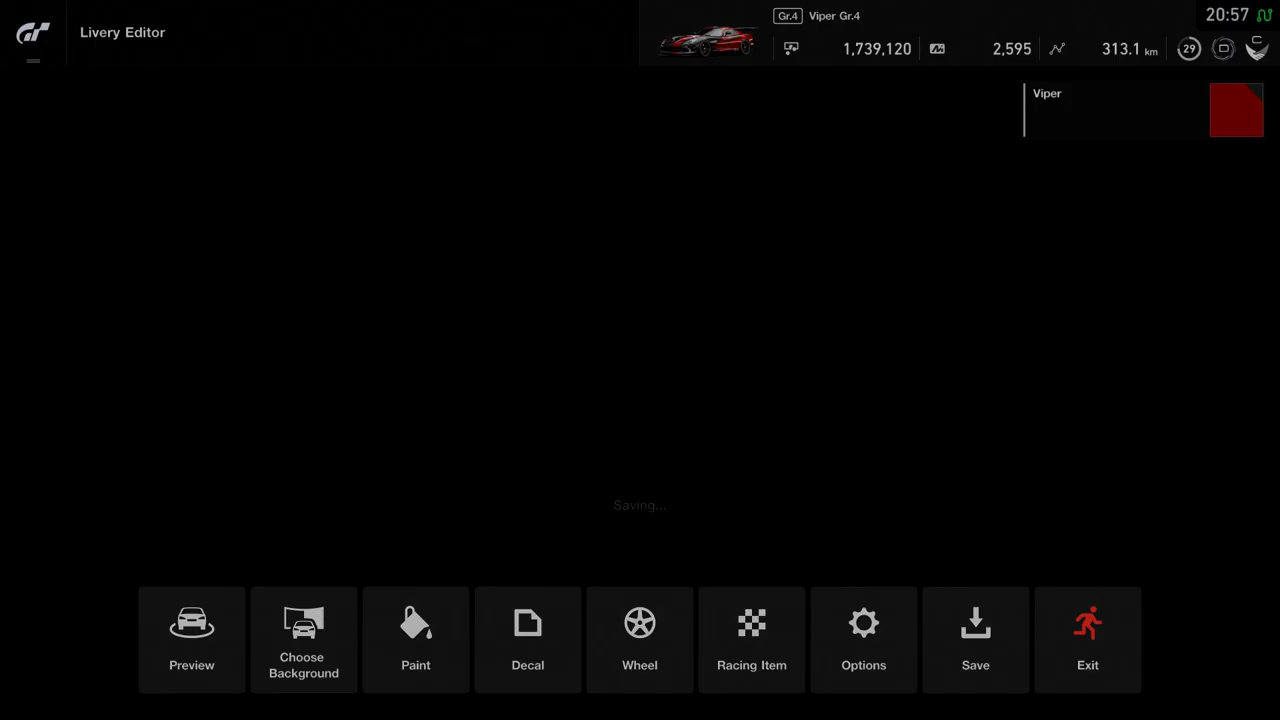 Livery Editor
Gr.4 Viper Gr.4
20:57
1,739,120
2,595
313.1 km
29
C
Viper
Saving...
Preview
Choose
Background
Paint
Decal
Wheel
Racing Item
Options
Save
Exit